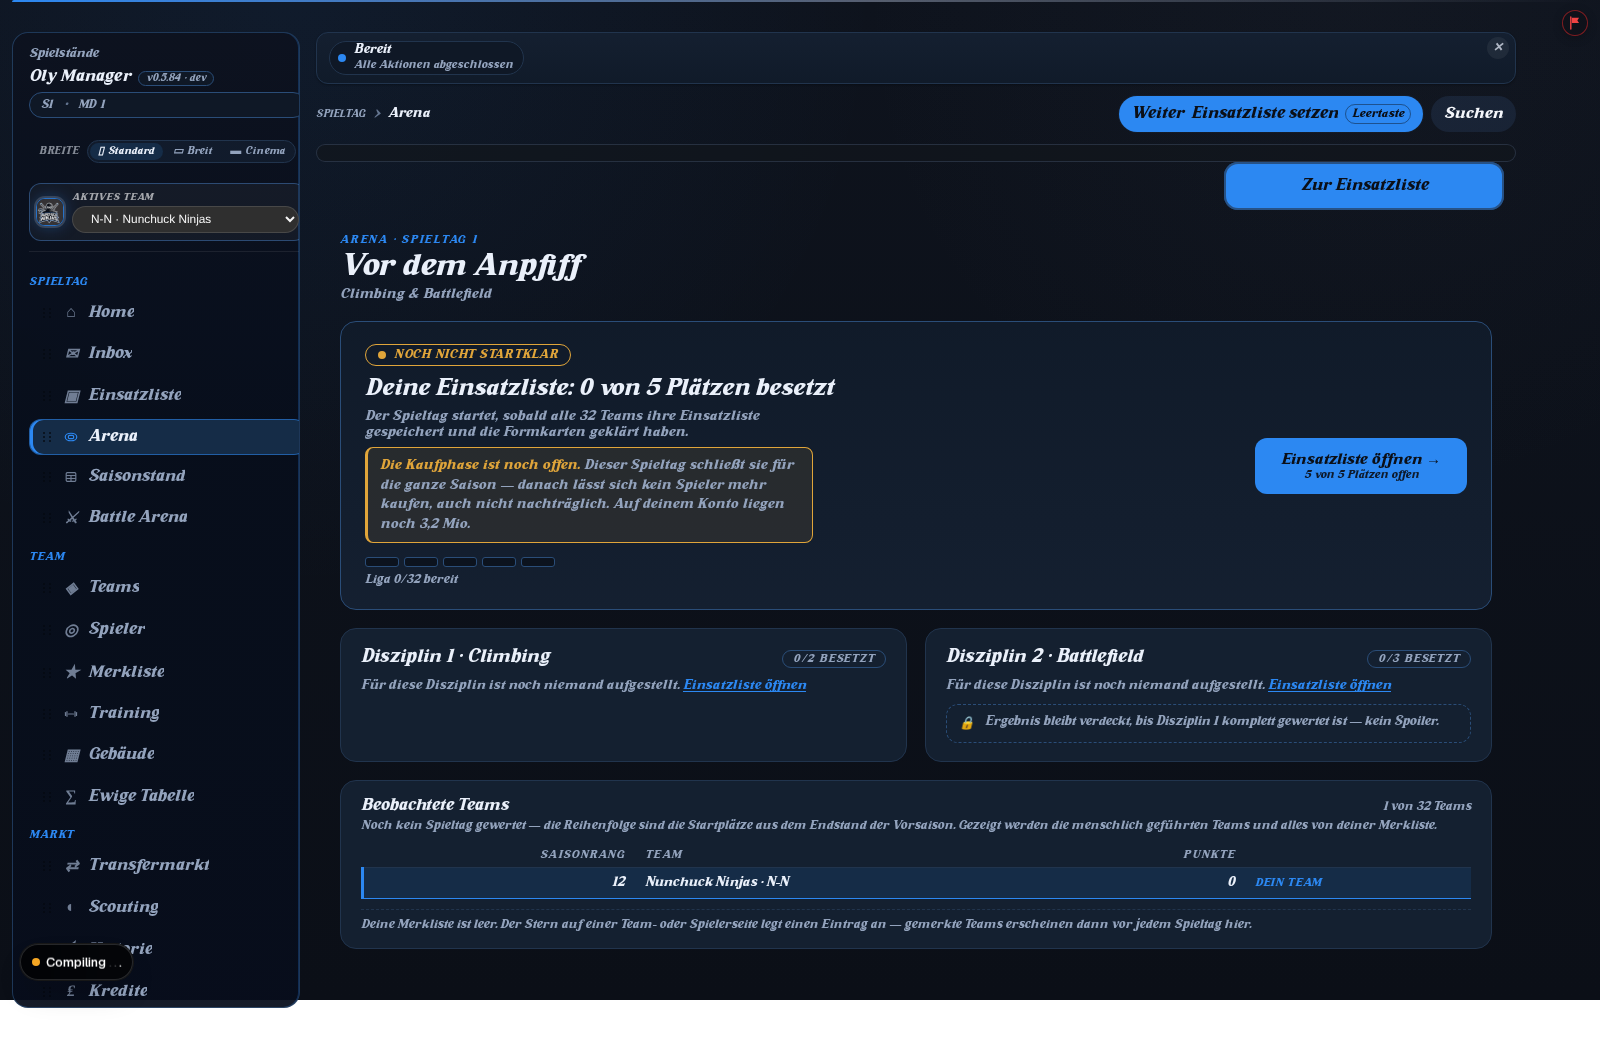 Spielstände
Oly Manager v0.5.84 · dev
S1 · MD 1
BREITE Standard Breit Cinema
AKTIVES TEAM
N-N · Nunchuck Ninjas
SPIELTAG
Home
Inbox
Einsatzliste
Arena
Saisonstand
Battle Arena
TEAM
Teams
Spieler
Merkliste
Training
Gebäude
Ewige Tabelle
MARKT
Transfermarkt
Scouting
Compiling ...
Kredite
Bereit
Alle Aktionen abgeschlossen
SPIELTAG > Arena
Weiter Einsatzliste setzen Leertaste
Suchen
Zur Einsatzliste
ARENA · SPIELTAG 1
Vor dem Anpfiff
Climbing & Battlefield
NOCH NICHT STARTKLAR
Deine Einsatzliste: 0 von 5 Plätzen besetzt
Der Spieltag startet, sobald alle 32 Teams ihre Einsatzliste
gespeichert und die Formkarten geklärt haben.
Die Kaufphase ist noch offen. Dieser Spieltag schließt sie für
die ganze Saison — danach lässt sich kein Spieler mehr
kaufen, auch nicht nachträglich. Auf deinem Konto liegen
noch 3,2 Mio.
Liga 0/32 bereit
Einsatzliste öffnen →
5 von 5 Plätzen offen
Disziplin 1 · Climbing 0/2 BESETZT
Für diese Disziplin ist noch niemand aufgestellt. Einsatzliste öffnen
Disziplin 2 · Battlefield 0/3 BESETZT
Für diese Disziplin ist noch niemand aufgestellt. Einsatzliste öffnen
Ergebnis bleibt verdeckt, bis Disziplin 1 komplett gewertet ist — kein Spoiler.
Beobachtete Teams 1 von 32 Teams
Noch kein Spieltag gewertet — die Reihenfolge sind die Startplätze aus dem Endstand der Vorsaison. Gezeigt werden die menschlich geführten Teams und alles von deiner Merkliste.
SAISONRANG TEAM PUNKTE
12 Nunchuck Ninjas · N-N 0 DEIN TEAM
Deine Merkliste ist leer. Der Stern auf einer Team- oder Spielerseite legt einen Eintrag an — gemerkte Teams erscheinen dann vor jedem Spieltag hier.